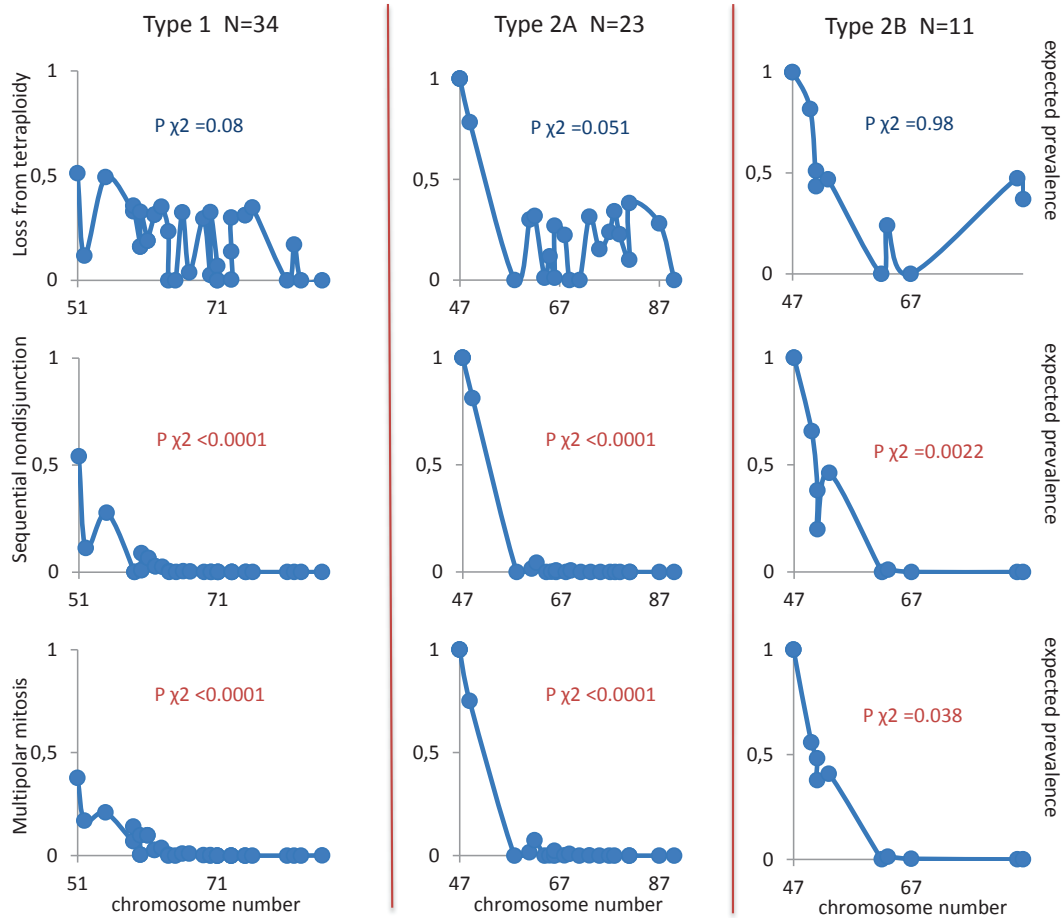 Type 1 N=34
Type 2A N=23
Type 2B N=11
Loss from tetraploidy
1
0,5
0
51
71
P χ2 =0.08
1
0,5
0
47
67
87
P χ2 =0.051
1
0,5
0
47
67
P χ2 =0.98
expected prevalence
Sequential nondisjunction
1
0,5
0
51
71
P χ2 <0.0001
1
0,5
0
47
67
87
P χ2 <0.0001
1
0,5
0
47
67
P χ2 =0.0022
expected prevalence
Multipolar mitosis
1
0,5
0
51
71
P χ2 <0.0001
chromosome number
1
0,5
0
47
67
87
P χ2 <0.0001
chromosome number
1
0,5
0
47
67
P χ2 =0.038
chromosome number
expected prevalence